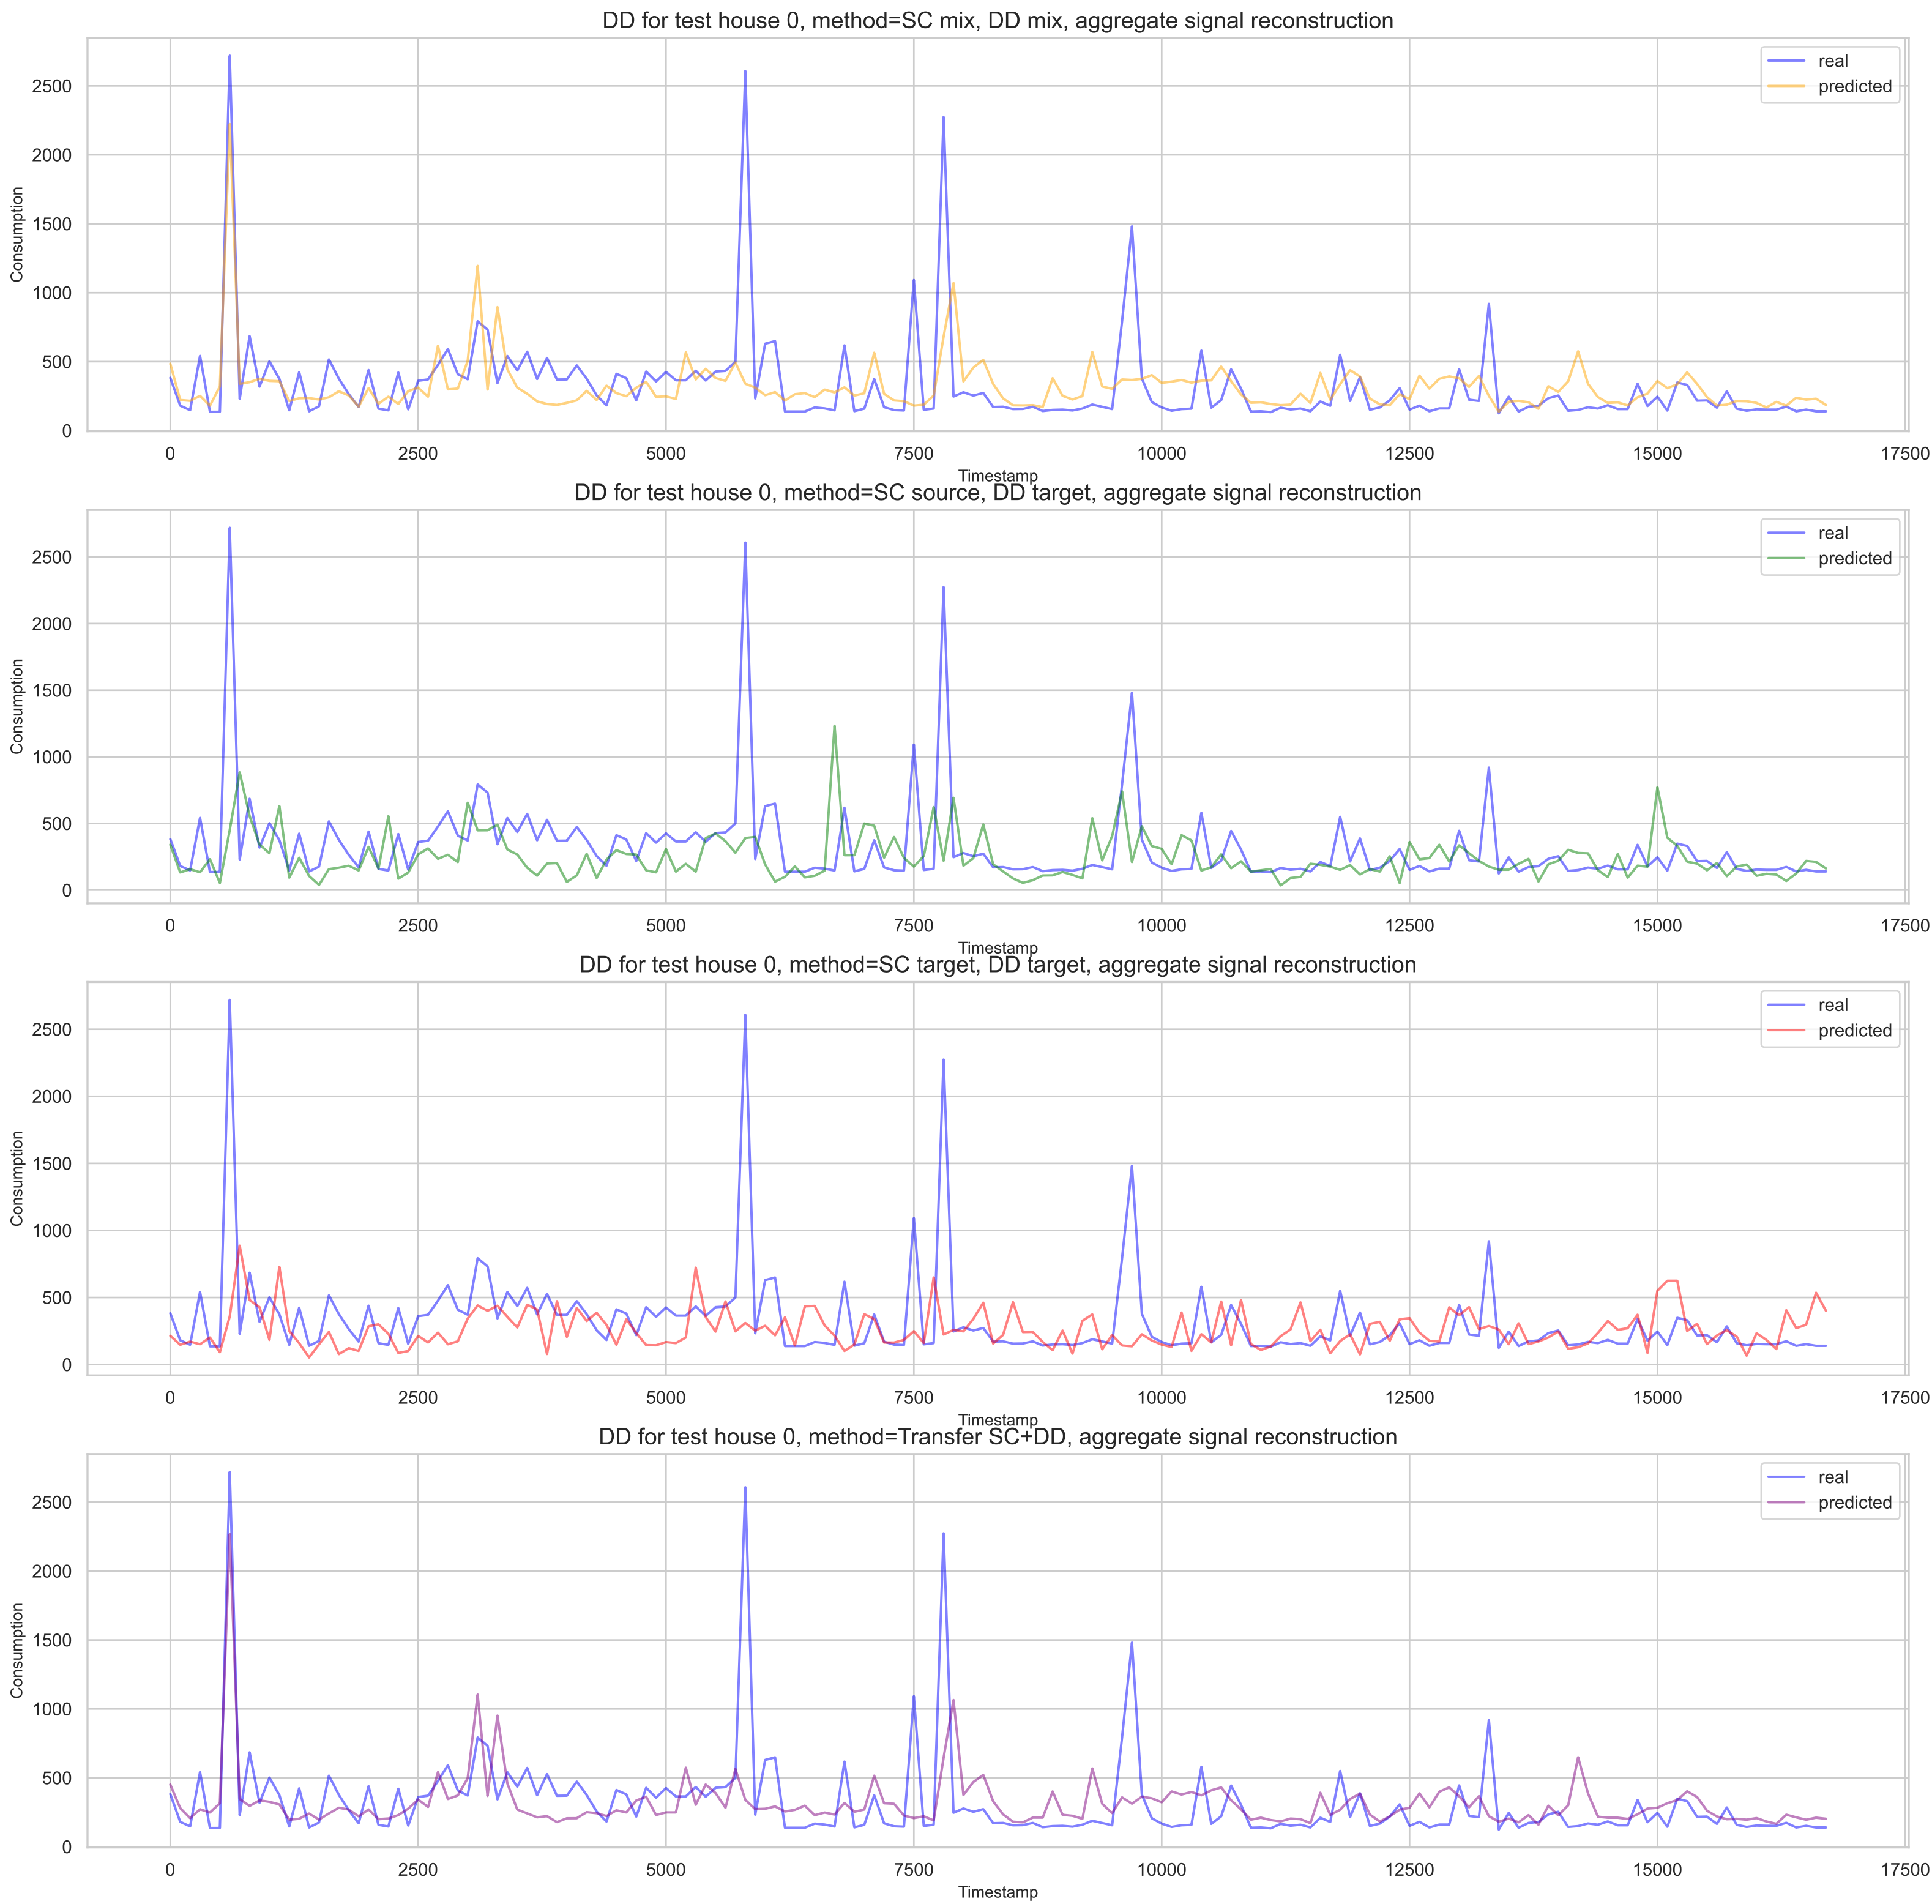 DD for test house 0, method=SC mix, DD mix, aggregate signal reconstruction
real
predicted
Consumption
2500
2000
1500
1000
500
0
0 2500 5000 7500 10000 12500 15000 17500
Timestamp
DD for test house 0, method=SC source, DD target, aggregate signal reconstruction
real
predicted
Consumption
2500
2000
1500
1000
500
0
0 2500 5000 7500 10000 12500 15000 17500
Timestamp
DD for test house 0, method=SC target, DD target, aggregate signal reconstruction
real
predicted
Consumption
2500
2000
1500
1000
500
0
0 2500 5000 7500 10000 12500 15000 17500
Timestamp
DD for test house 0, method=Transfer SC+DD, aggregate signal reconstruction
real
predicted
Consumption
2500
2000
1500
1000
500
0
0 2500 5000 7500 10000 12500 15000 17500
Timestamp